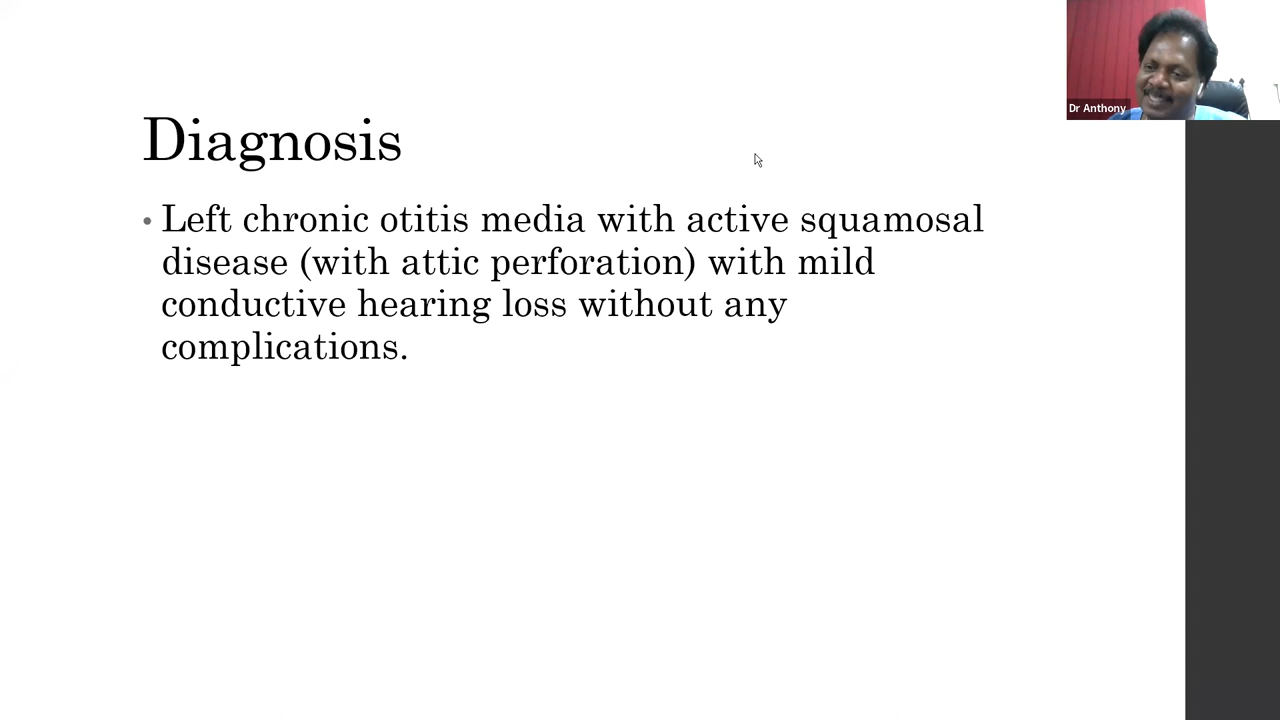 Dr Anthony
Diagnosis
• Left chronic otitis media with active squamosal
disease (with attic perforation) with mild
conductive hearing loss without any
complications.